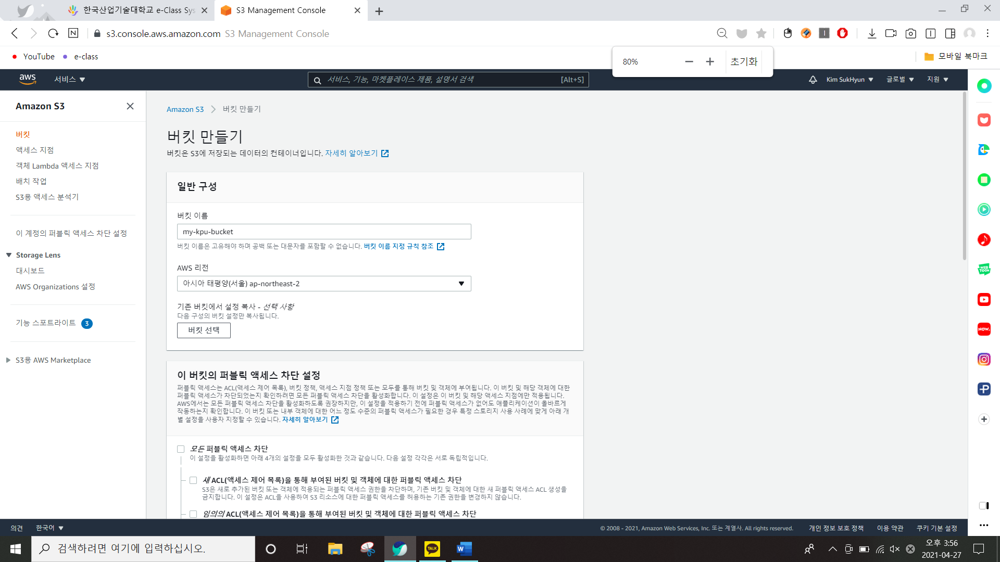 한국산업기술대학교 e-Class Sys
S3 Management Console
s3.console.aws.amazon.com S3 Management Console
YouTube
e-class
모바일 북마크
80%
초기화
aws
서비스
서비스, 기능, 마켓플레이스 제품, 설명서 검색
[Alt+S]
Kim SukHyun
글로벌
지원
Amazon S3
버킷
액세스 지점
객체 Lambda 액세스 지점
배치 작업
S3용 액세스 분석기
이 계정의 퍼블릭 액세스 차단 설정
Storage Lens
대시보드
AWS Organizations 설정
기능 스포트라이트 3
S3용 AWS Marketplace
Amazon S3 > 버킷 만들기
버킷 만들기
버킷은 S3에 저장되는 데이터의 컨테이너입니다. 자세히 알아보기
일반 구성
버킷 이름
my-kpu-bucket
버킷 이름은 고유해야 하며 공백 또는 대문자를 포함할 수 없습니다. 버킷 이름 지정 규칙 참조
AWS 리전
아시아 태평양(서울) ap-northeast-2
기존 버킷에서 설정 복사 - 선택 사항
다음 구성의 버킷 설정만 복사됩니다.
버킷 선택
이 버킷의 퍼블릭 액세스 차단 설정
퍼블릭 액세스는 ACL(액세스 제어 목록), 버킷 정책, 액세스 지점 정책 또는 모두를 통해 버킷 및 객체에 부여됩니다. 이 버킷 및 해당 객체에 대한
퍼블릭 액세스가 차단되었는지 확인하려면 모든 퍼블릭 액세스 차단을 활성화합니다. 이 설정은 이 버킷 및 해당 액세스 지점에만 적용됩니다.
AWS에서는 모든 퍼블릭 액세스 차단을 활성화하도록 권장하지만, 이 설정을 적용하기 전에 퍼블릭 액세스가 없어도 애플리케이션이 올바르게
작동하는지 확인합니다. 이 버킷 또는 내부 객체에 대한 어느 정도 수준의 퍼블릭 액세스가 필요한 경우 특정 스토리지 사용 사례에 맞게 아래 개
별 설정을 사용자 지정할 수 있습니다. 자세히 알아보기
모든 퍼블릭 액세스 차단
이 설정을 활성화하면 아래 4개의 설정을 모두 활성화한 것과 같습니다. 다음 설정 각각은 서로 독립적입니다.
새 ACL(액세스 제어 목록)을 통해 부여된 버킷 및 객체에 대한 퍼블릭 액세스 차단
S3은 새로 추가된 버킷 또는 객체에 적용되는 퍼블릭 액세스 권한을 차단하며, 기존 버킷 및 객체에 대한 새 퍼블릭 액세스 ACL 생성을
금지합니다. 이 설정은 ACL을 사용하여 S3 리소스에 대한 퍼블릭 액세스를 허용하는 기존 권한을 변경하지 않습니다.
임의의 ACL(액세스 제어 목록)을 통해 부여된 버킷 및 객체에 대한 퍼블릭 액세스 차단
WEB
TOON
NOW.
의견
한국어
© 2008 - 2021, Amazon Web Services, Inc. 또는 계열사. All rights reserved.
개인 정보 보호 정책
이용 약관
쿠키 기본 설정
검색하려면 여기에 입력하십시오.
TALK
오후 3:56
2021-04-27